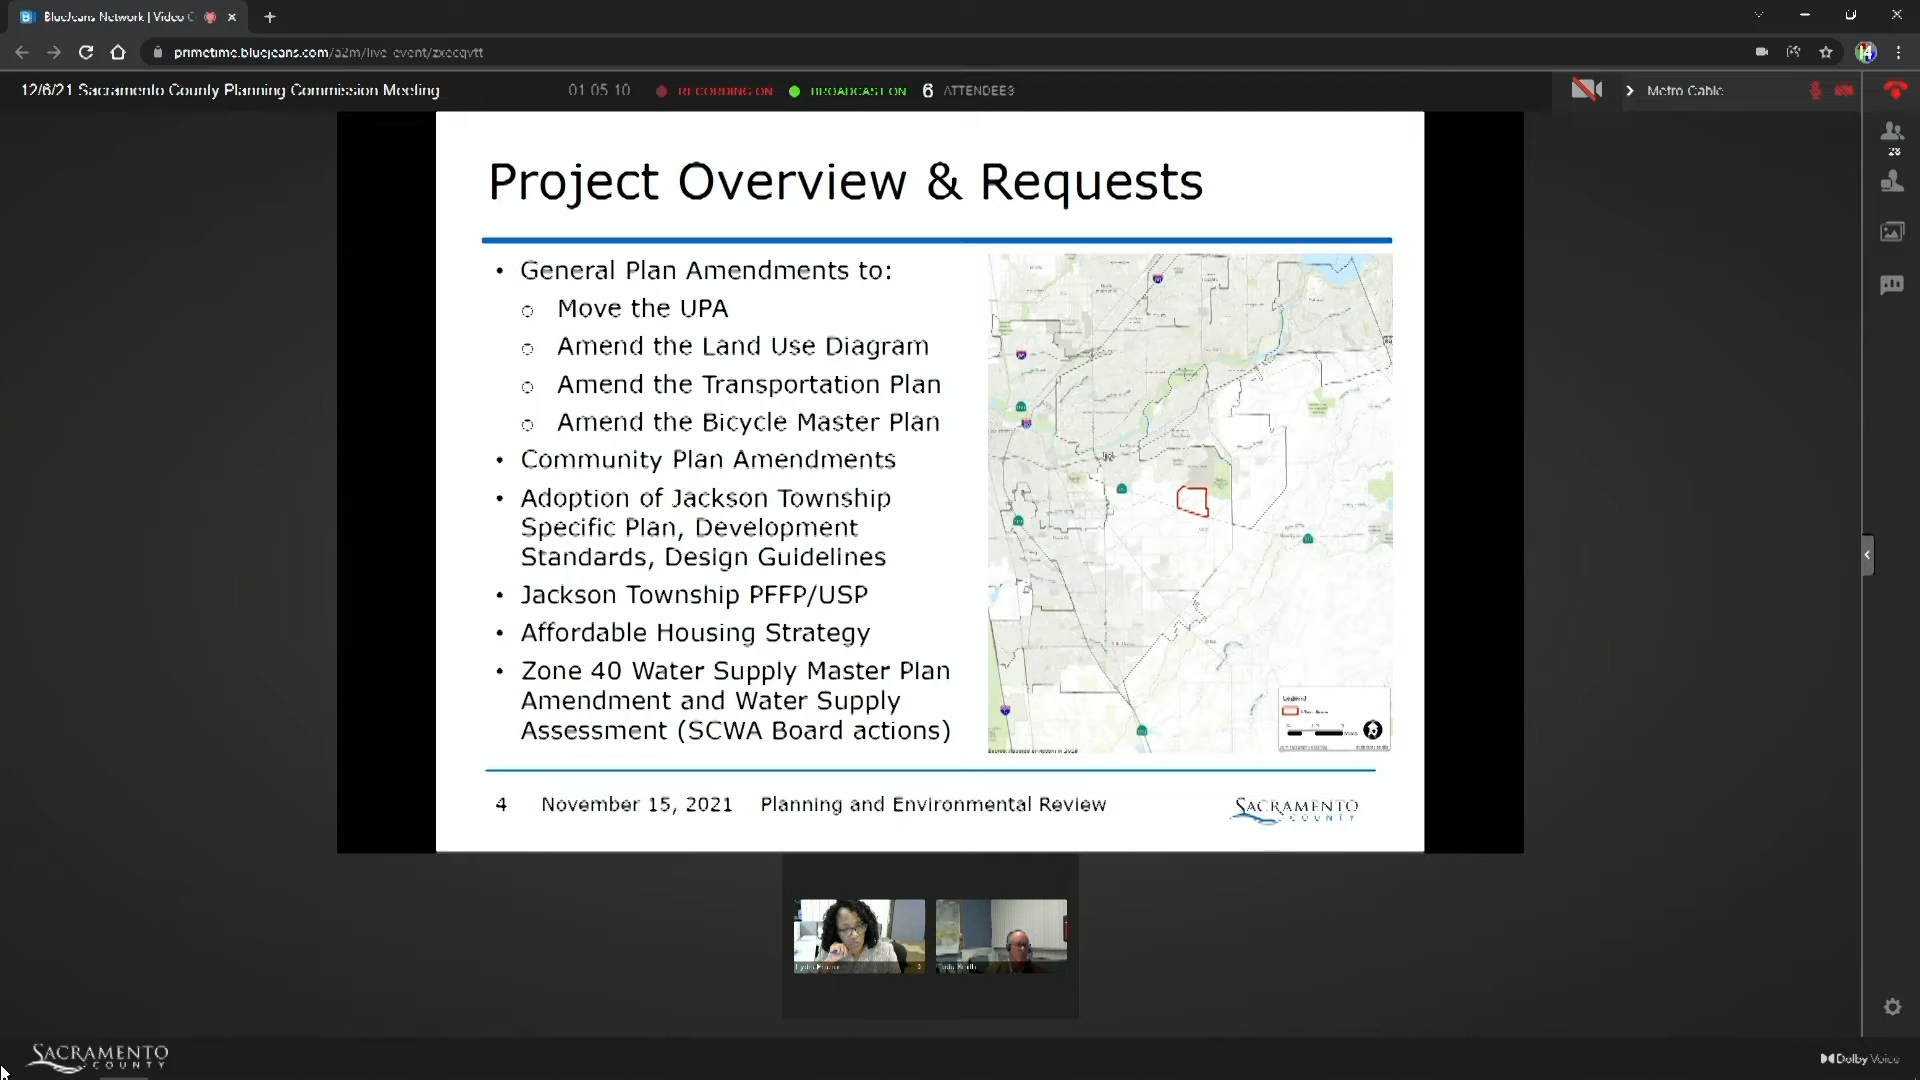 BlueJeans Network | Video C
primetime.bluejeans.com/a2m/live-event/zxecqvtt
12/6/21 Sacramento County Planning Commission Meeting
01:05:10
RECORDING ON
BROADCAST ON
6 ATTENDEES
Metro Cable
28
Project Overview & Requests
• General Plan Amendments to:
o Move the UPA
o Amend the Land Use Diagram
o Amend the Transportation Plan
o Amend the Bicycle Master Plan
• Community Plan Amendments
• Adoption of Jackson Township
Specific Plan, Development
Standards, Design Guidelines
• Jackson Township PFFP/USP
• Affordable Housing Strategy
• Zone 40 Water Supply Master Plan
Amendment and Water Supply
Assessment (SCWA Board actions)
Legend
4 November 15, 2021 Planning and Environmental Review
SACRAMENTO
COUNTY
SACRAMENTO
COUNTY
Dolby Voice